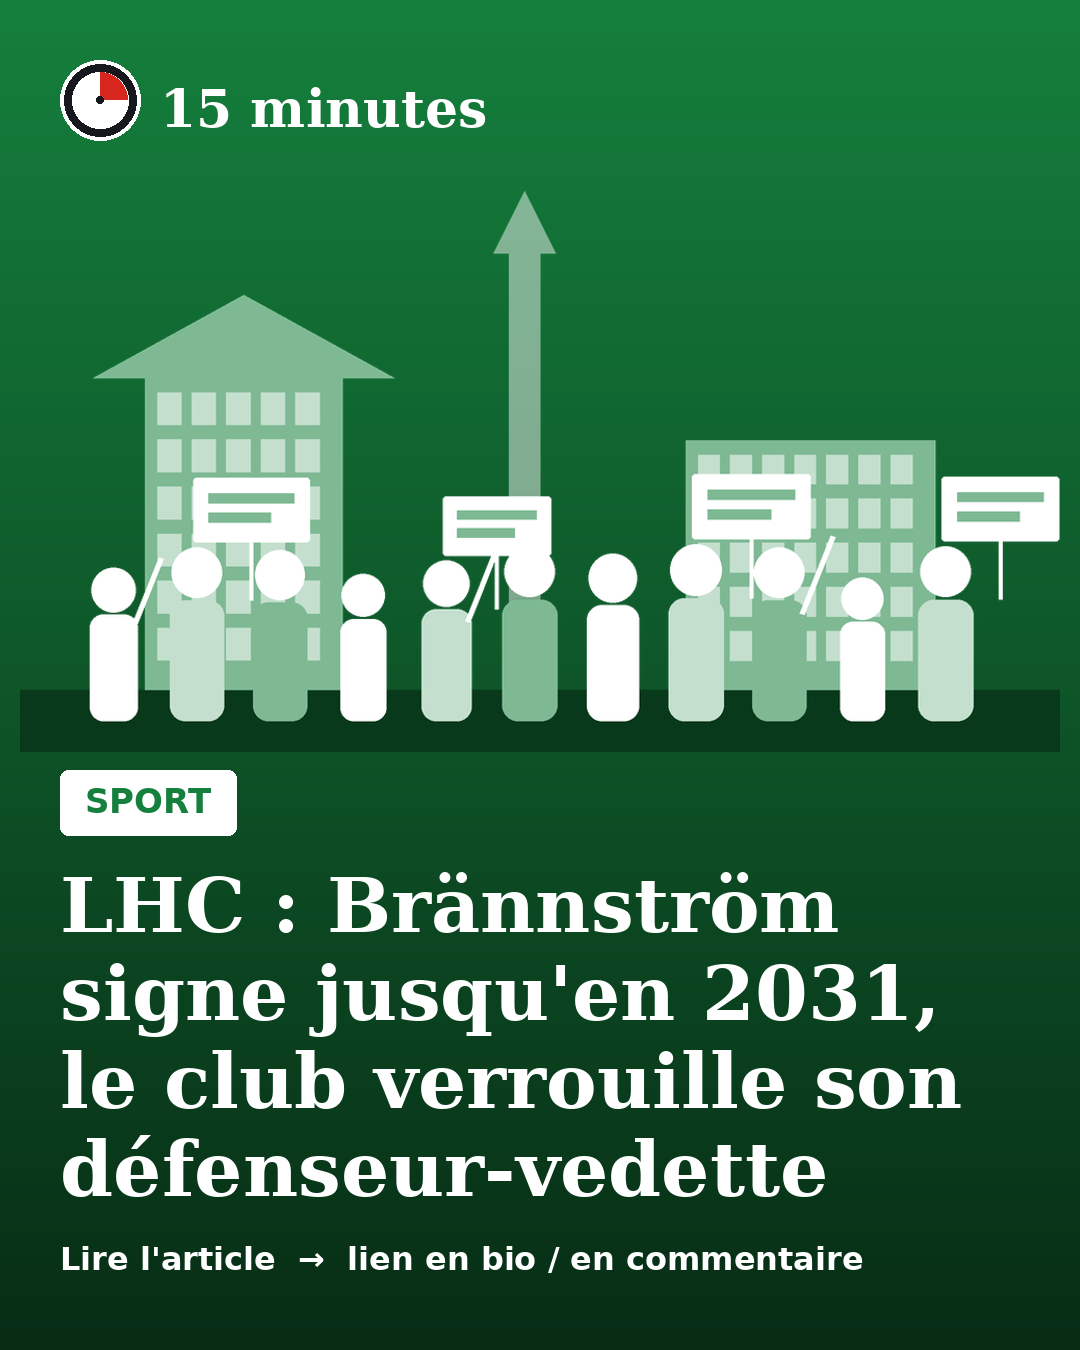 15 minutes
SPORT
LHC : Brännström
signe jusqu'en 2031,
le club verrouille son
défenseur-vedette
Lire l'article → lien en bio / en commentaire